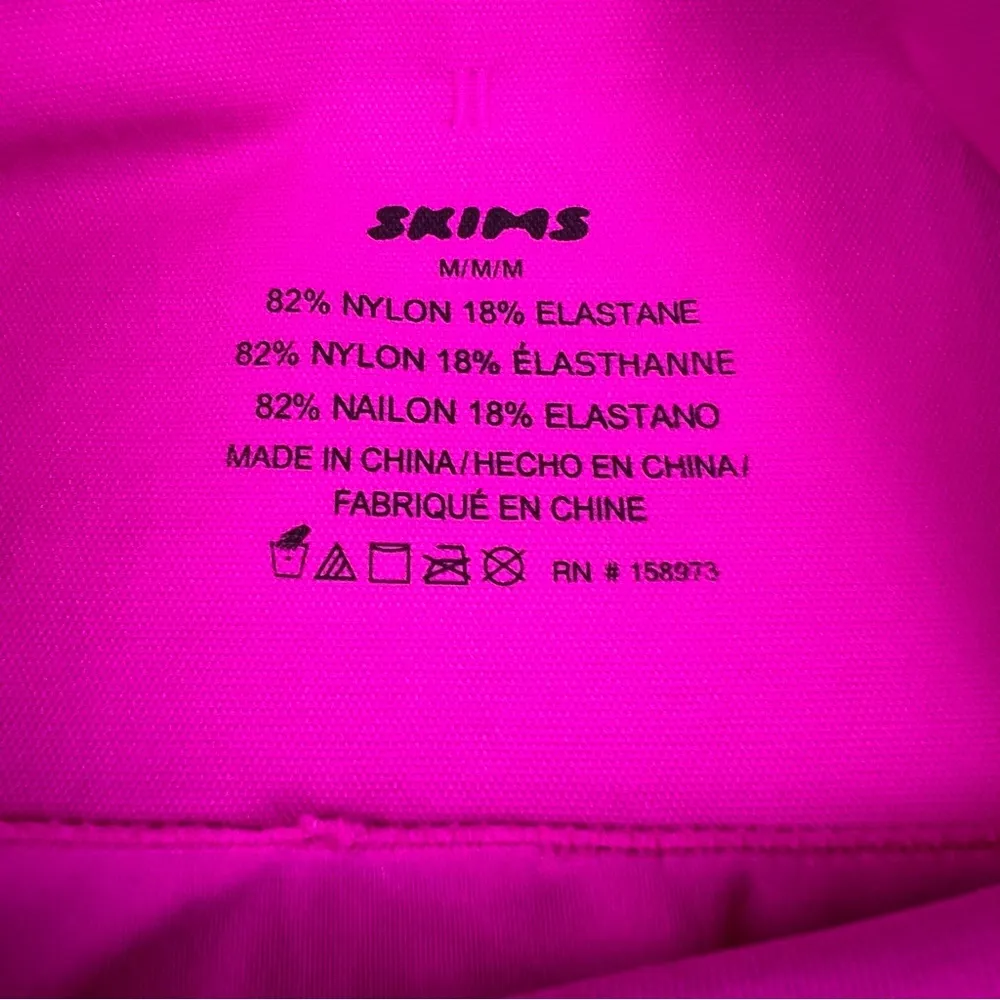 SKIMS
M/M/M
82% NYLON 18% ELASTANE
82% NYLON 18% ÉLASTHANNE
82% NAILON 18% ELASTANO
MADE IN CHINA/HECHO EN CHINA/
FABRIQUÉ EN CHINE
RN # 158973